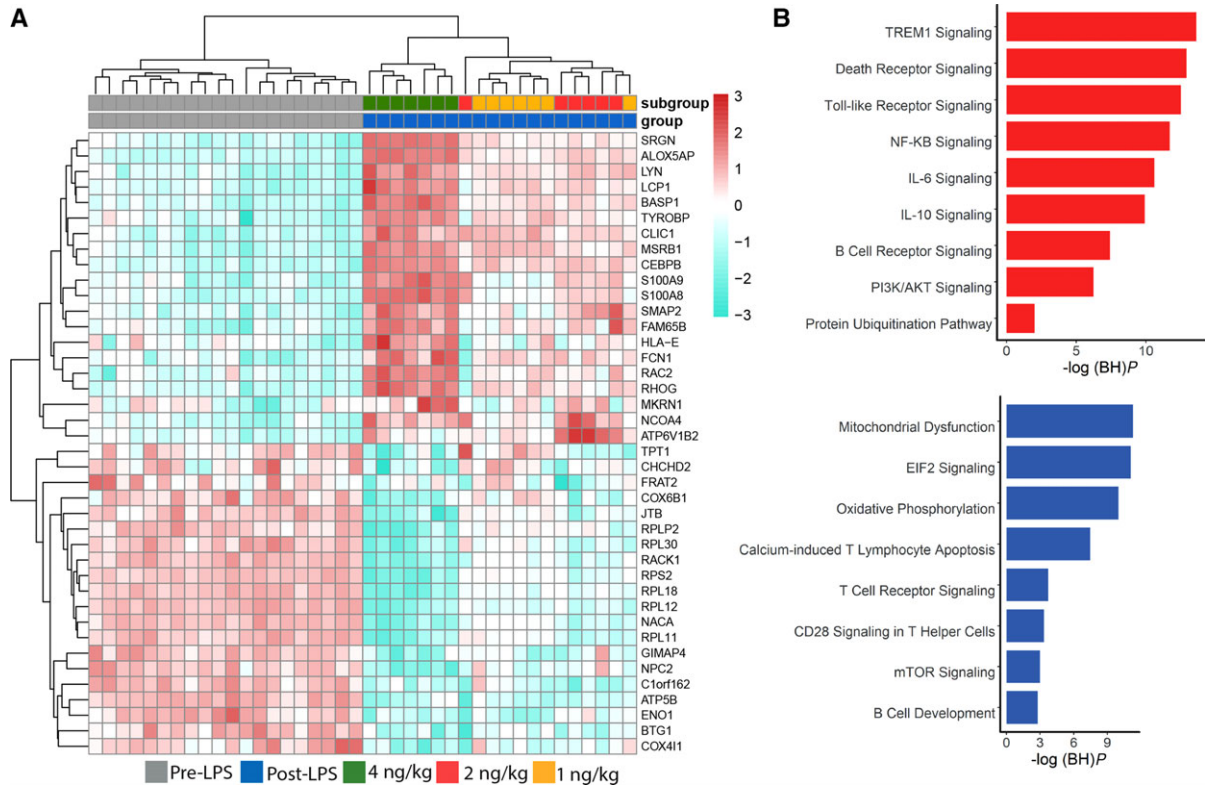 A
subgroup
group
SRGN
ALOX5AP
LYN
LCP1
BASP1
TYROBP
CLIC1
MSRB1
CEBPB
S100A9
S100A8
SMAP2
FAM65B
HLA-E
FCN1
RAC2
RHOG
MKRN1
NCOA4
ATP6V1B2
TPT1
CHCHD2
FRAT2
COX6B1
JTB
RPLP2
RPL30
RACK1
RPS2
RPL18
RPL12
NACA
RPL11
GIMAP4
NPC2
C1orf162
ATP5B
ENO1
BTG1
COX4I1
3
2
1
0
−1
−2
−3
Pre-LPS Post-LPS 4 ng/kg 2 ng/kg 1 ng/kg
B
TREM1 Signaling
Death Receptor Signaling
Toll-like Receptor Signaling
NF-KB Signaling
IL-6 Signaling
IL-10 Signaling
B Cell Receptor Signaling
PI3K/AKT Signaling
Protein Ubiquitination Pathway
0 5 10
-log (BH)P
Mitochondrial Dysfunction
EIF2 Signaling
Oxidative Phosphorylation
Calcium-induced T Lymphocyte Apoptosis
T Cell Receptor Signaling
CD28 Signaling in T Helper Cells
mTOR Signaling
B Cell Development
0 3 6 9
-log (BH)P